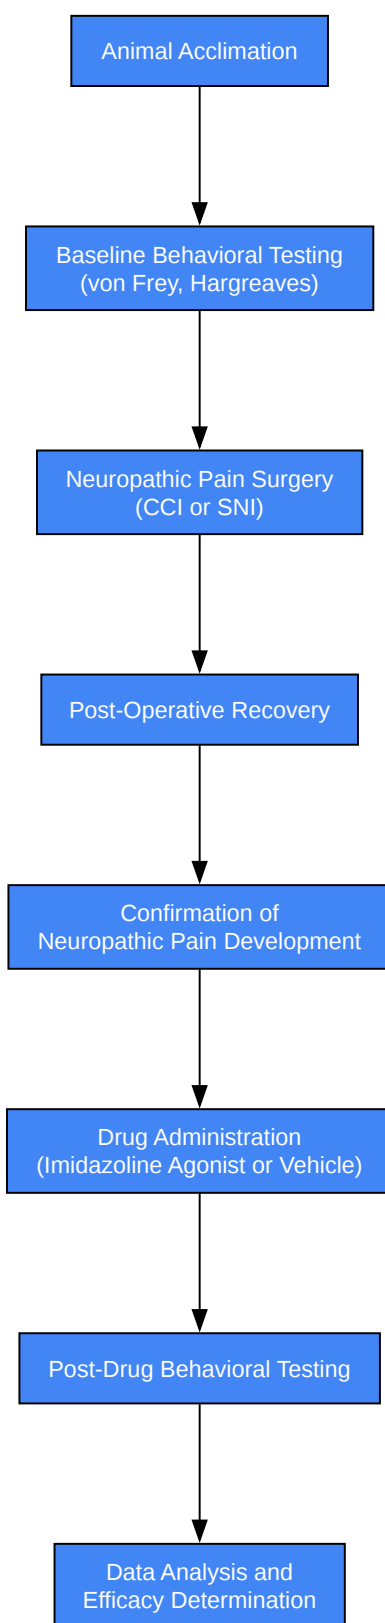 Animal Acclimation
Baseline Behavioral Testing
(von Frey, Hargreaves)
Neuropathic Pain Surgery
(CCI or SNI)
Post-Operative Recovery
Confirmation of
Neuropathic Pain Development
Drug Administration
(Imidazoline Agonist or Vehicle)
Post-Drug Behavioral Testing
Data Analysis and
Efficacy Determination